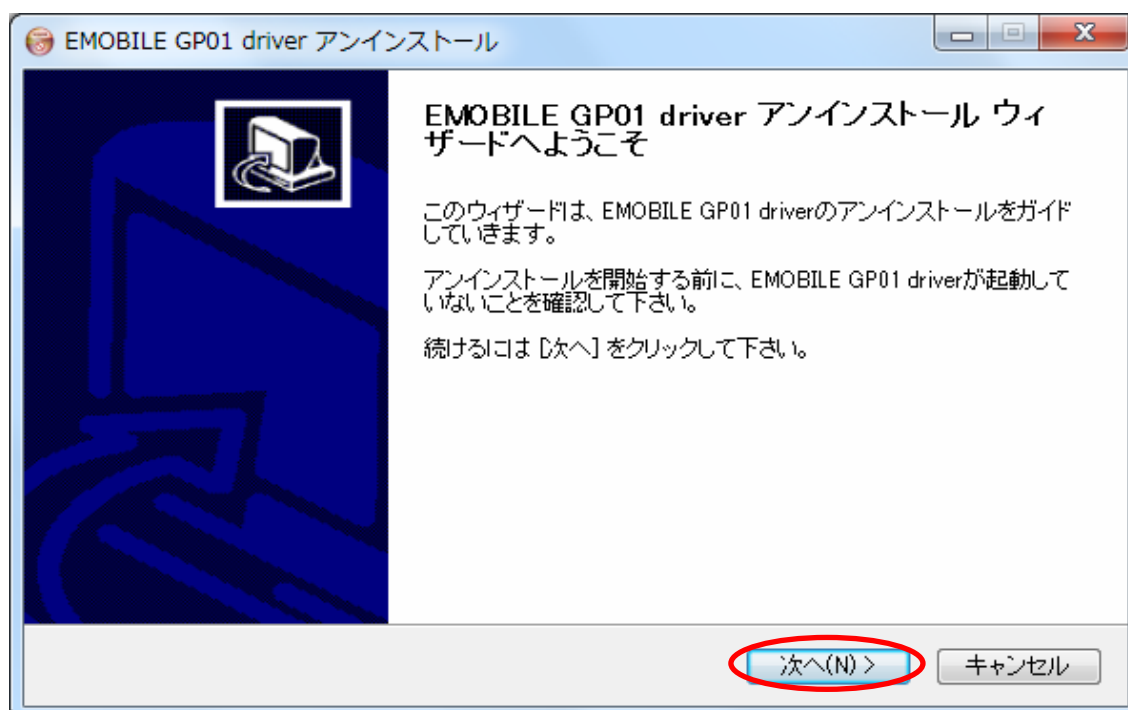 EMOBILE GP01 driver アンインストール
EMOBILE GP01 driver アンインストール ウィ
ザードへようこそ
このウィザードは、EMOBILE GP01 driverのアンインストールをガイド
していきます。
アンインストールを開始する前に、EMOBILE GP01 driverが起動して
いないことを確認して下さい。
続けるには [次へ] をクリックして下さい。
次へ(N) >
キャンセル